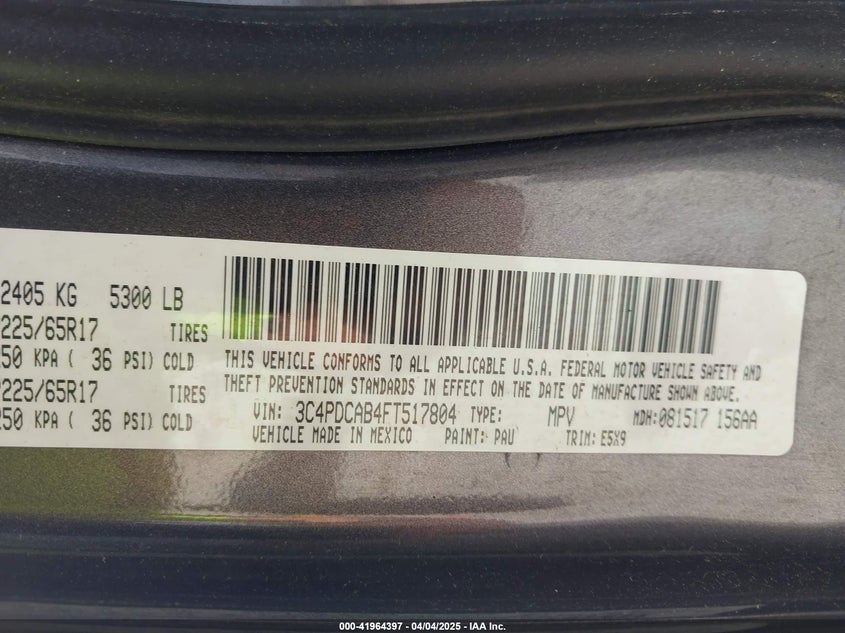 2405 KG 5300 LB
225/65R17 TIRES
250 KPA ( 36 PSI) COLD
225/65R17 TIRES
250 KPA ( 36 PSI) COLD
THIS VEHICLE CONFORMS TO ALL APPLICABLE U.S.A. FEDERAL MOTOR VEHICLE SAFETY AND
THEFT PREVENTION STANDARDS IN EFFECT ON THE DATE OF MANUFACTURE SHOWN ABOVE.
VIN: 3C4PDCAB4FT517804 TYPE: MPV MDH:081517 156AA
VEHICLE MADE IN MEXICO PAINT: PAU TRIM: E5X9
000-41964397 - 04/04/2025 - IAA Inc.